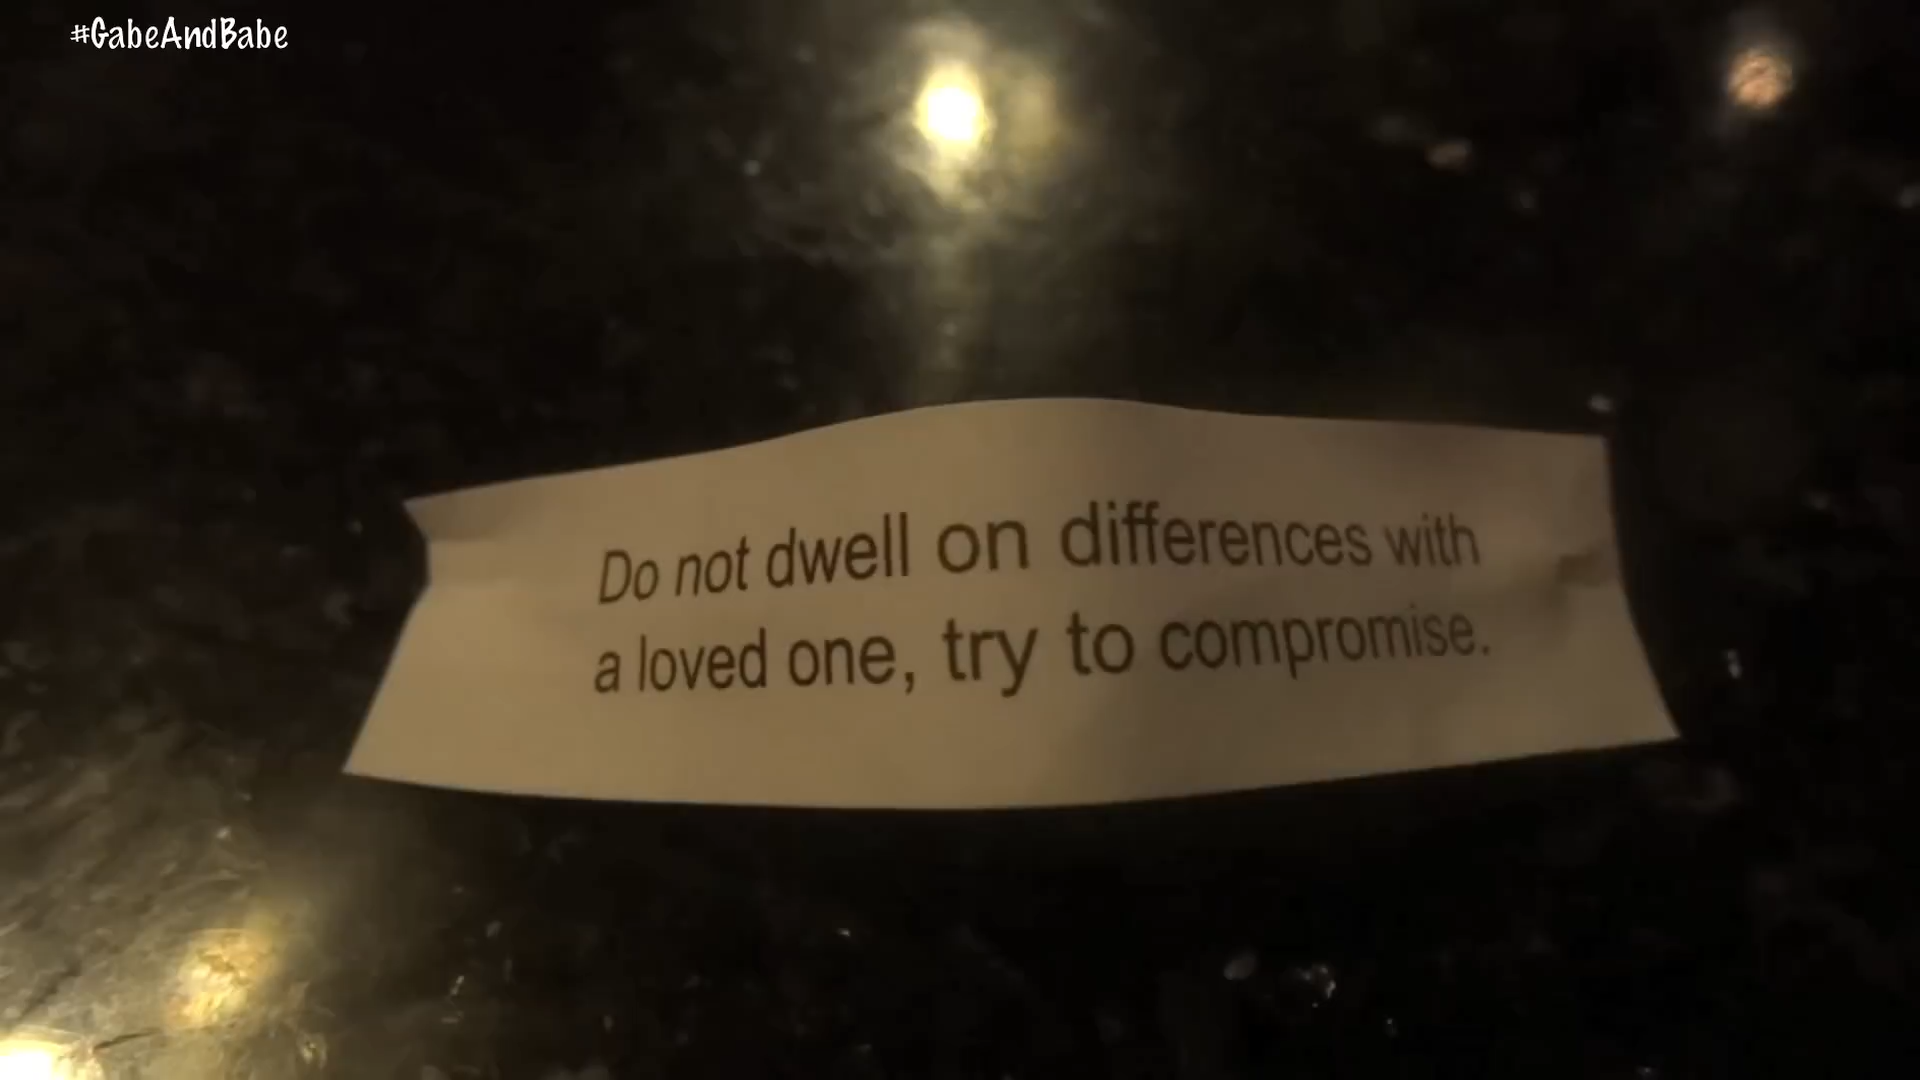 #GabeAndBabe
Do not dwell on differences with
a loved one, try to compromise.